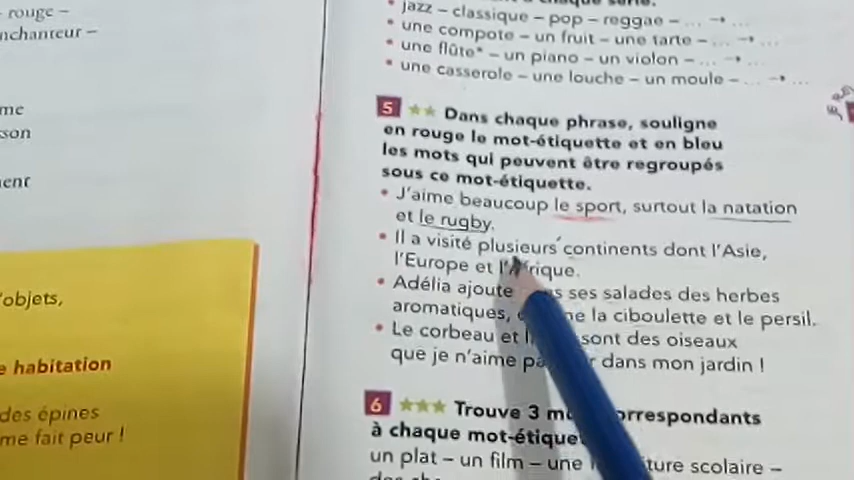 - rouge –
nchanteur –
me
son
ent
'objets,
e habitation
des épines
me fait peur !
• jazz – classique – pop – reggae – ... → ...
• une compote – un fruit – une tarte – ... → ...
• une flûte* – un piano – un violon – ... → ...
• une casserole – une louche – un moule – ... → ...
5 ★★ Dans chaque phrase, souligne
en rouge le mot-étiquette et en bleu
les mots qui peuvent être regroupés
sous ce mot-étiquette.
• J'aime beaucoup le sport, surtout la natation
et le rugby.
• Il a visité plusieurs continents dont l'Asie,
l'Europe et l'Afrique.
• Adélia ajoute ses salades des herbes
aromatiques, la ciboulette et le persil.
• Le corbeau et sont des oiseaux
que je n'aime dans mon jardin !
6 ★★★ Trouve 3 correspondants
à chaque mot-étique
un plat – un film – une ture scolaire –